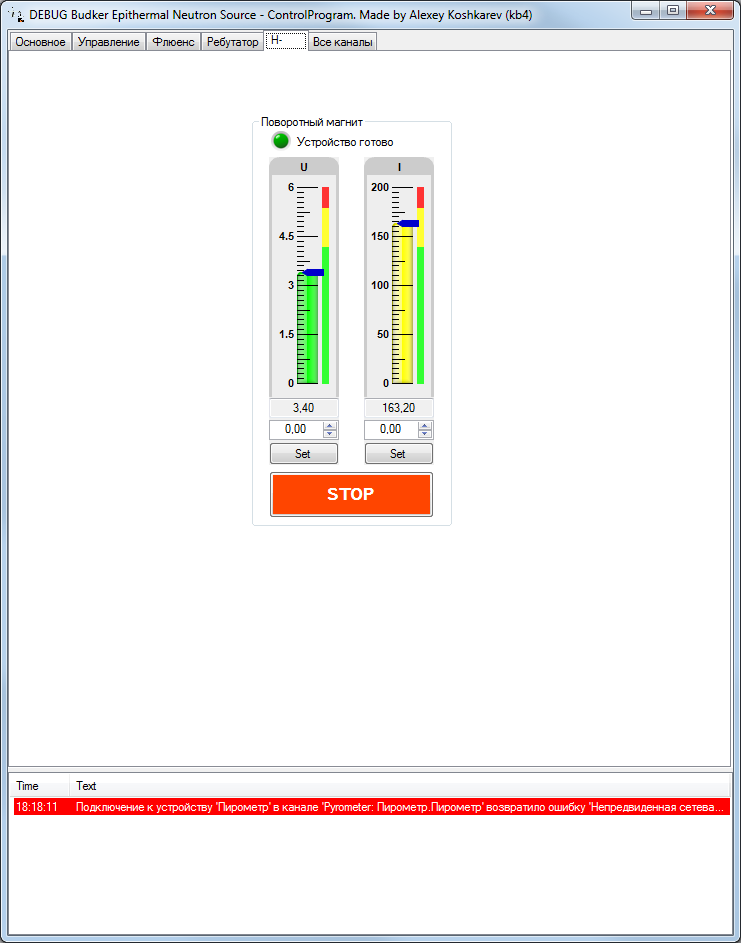 DEBUG Budker Epithermal Neutron Source - ControlProgram. Made by Alexey Koshkarev (kb4)
Основное Управление Флюенс Ребутатор H- Все каналы
Поворотный магнит
Устройство готово
U I
6 200
4.5 150
3 100
1.5 50
0 0
3,40 163,20
0,00 0,00
Set Set
STOP
Time Text
18:18:11 Подключение к устройству 'Пирометр' в канале 'Pyrometer: Пирометр.Пирометр' возвратило ошибку 'Непредвиденная сетева...